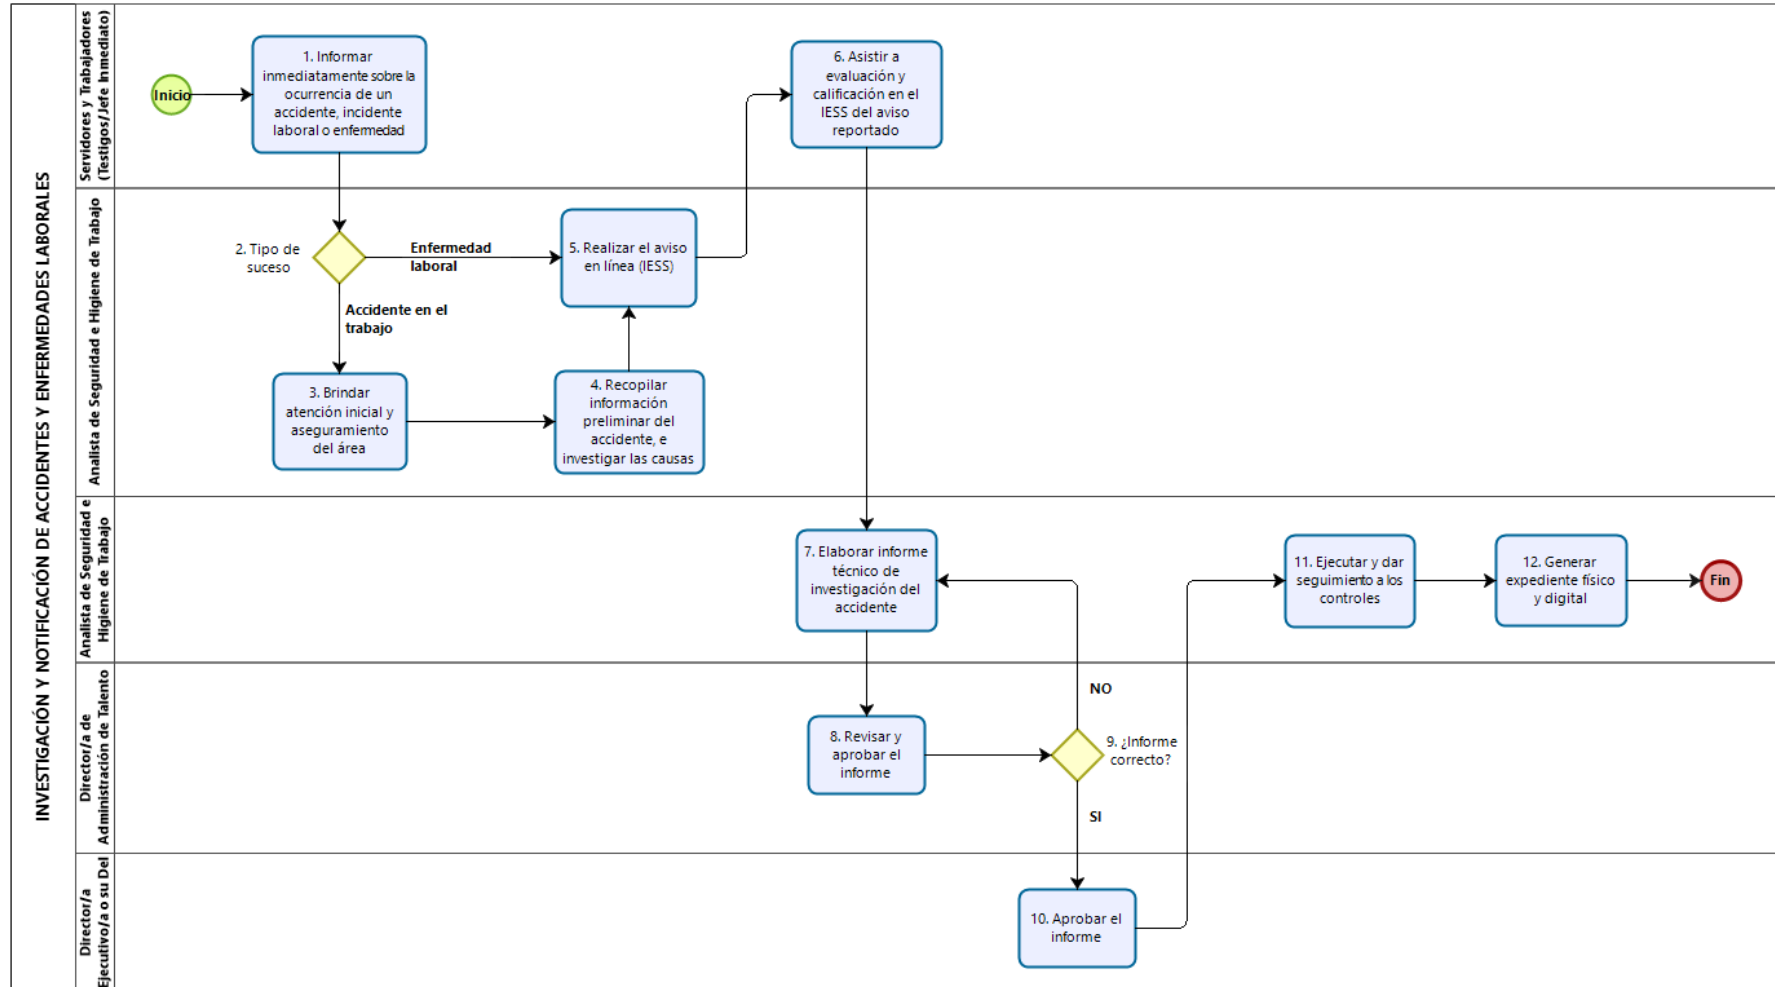 INVESTIGACIÓN Y NOTIFICACIÓN DE ACCIDENTES Y ENFERMEDADES LABORALES
Servidores y Trabajadores
(Testigos/Jefe Inmediato)
Inicio
1. Informar
inmediatamente sobre la
ocurrencia de un
accidente, incidente
laboral o enfermedad
6. Asistir a
evaluación y
calificación en el
IESS del aviso
reportado
Analista de Seguridad e Higiene de Trabajo
2. Tipo de
suceso
Enfermedad
laboral
5. Realizar el aviso
en línea (IESS)
Accidente en el
trabajo
3. Brindar
atención inicial y
aseguramiento
del área
4. Recopilar
información
preliminar del
accidente, e
investigar las causas
Analista de Seguridad e
Higiene de Trabajo
7. Elaborar informe
técnico de
investigación del
accidente
11. Ejecutar y dar
seguimiento a los
controles
12. Generar
expediente físico
y digital
Fin
Director/a de
Administración de Talento
NO
8. Revisar y
aprobar el
informe
9. ¿Informe
correcto?
SI
Director/a
Ejecutivo/a o su Del
10. Aprobar el
informe